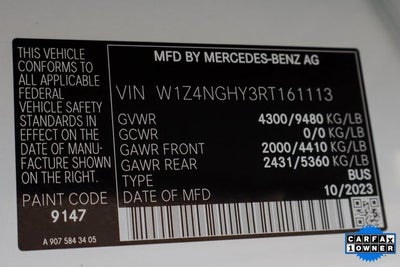 THIS VEHICLE
CONFORMS TO
ALL APPLICABLE
FEDERAL
VEHICLE SAFETY
STANDARDS IN
EFFECT ON THE
DATE OF MANU-
FACTURE SHOWN
ON THE RIGHT.
PAINT CODE
9147
A 907 584 34 05
MFD BY MERCEDES-BENZ AG
VIN W1Z4NGHY3RT161113
GVWR 4300/9480 KG/LB
GCWR 0/0 KG/LB
GAWR FRONT 2000/4410 KG/LB
GAWR REAR 2431/5360 KG/LB
TYPE BUS
DATE OF MFD 10/2023
CARFAX
1 OWNER